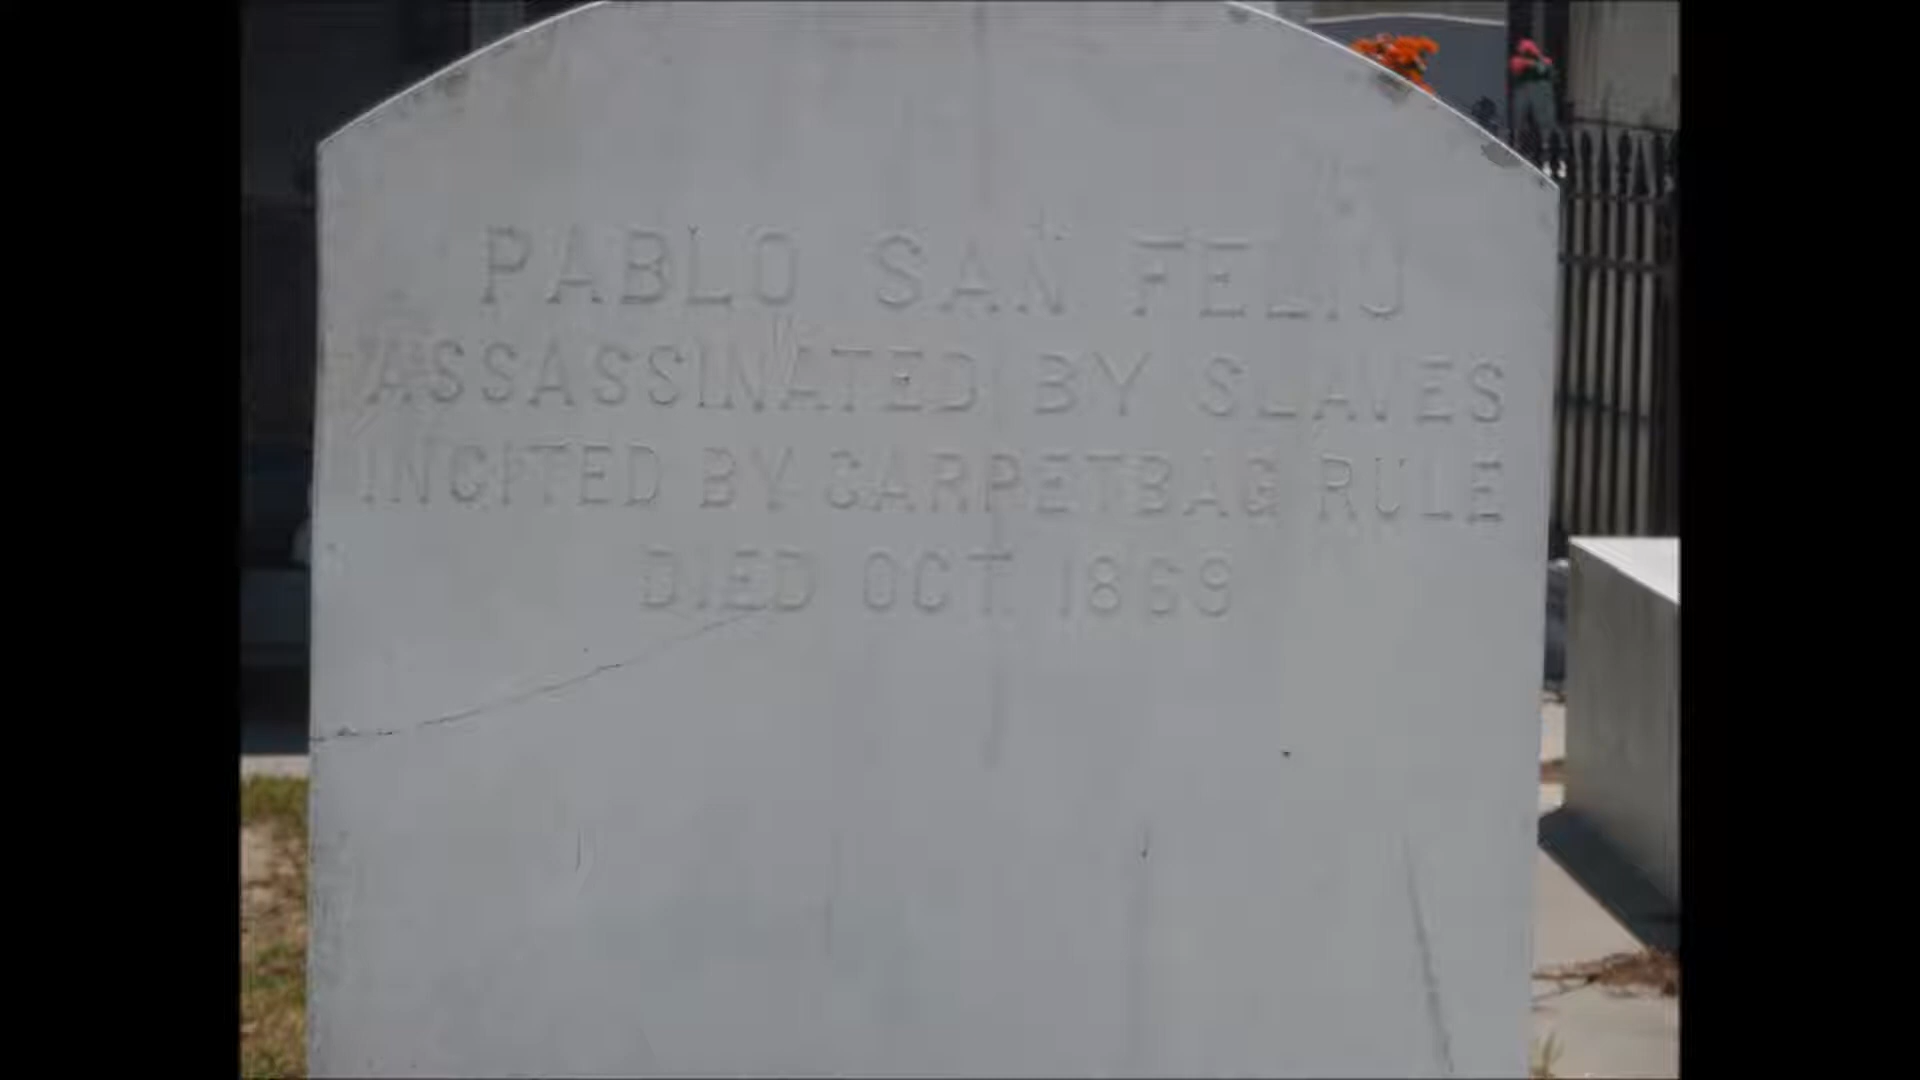 PABLO SAN FELIU
ASSASSINATED BY SLAVES
INCITED BY CARPETBAG RULE
DIED OCT. 1869